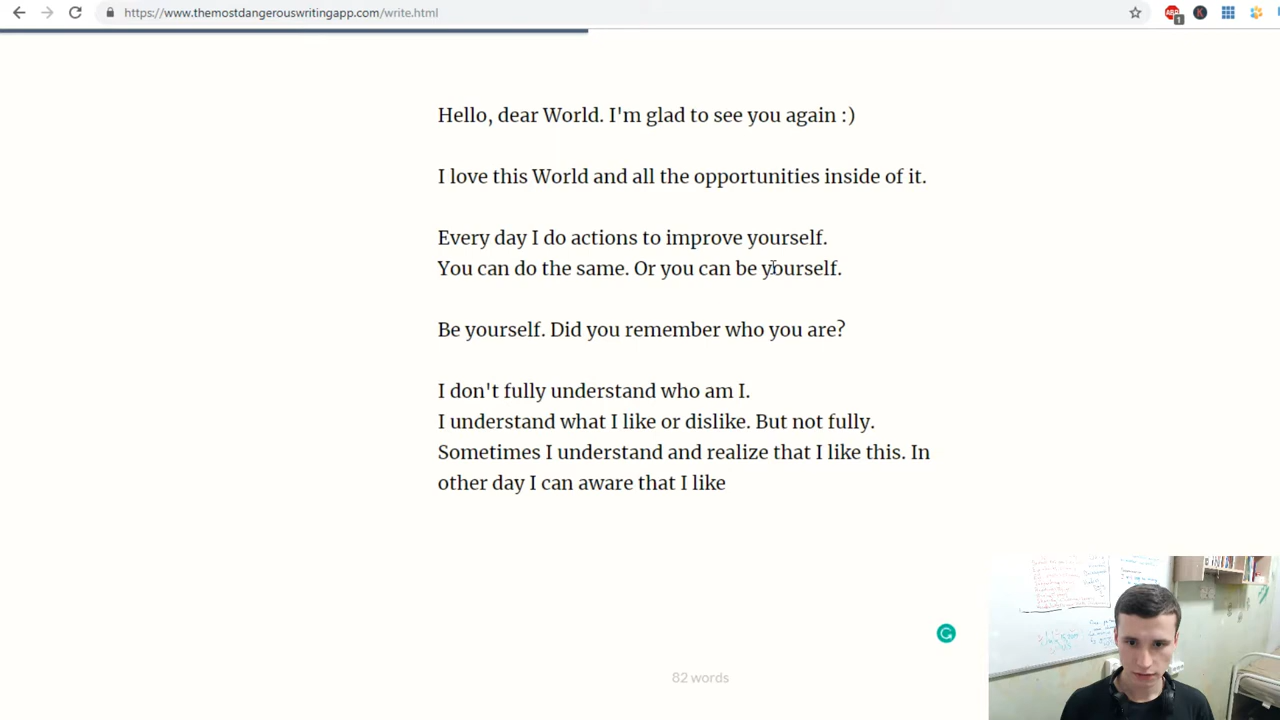 https://www.themostdangerouswritingapp.com/write.html
ABP
1
K
Hello, dear World. I'm glad to see you again :)
I love this World and all the opportunities inside of it.
Every day I do actions to improve yourself.
You can do the same. Or you can be yourself.
Be yourself. Did you remember who you are?
I don't fully understand who am I.
I understand what I like or dislike. But not fully.
Sometimes I understand and realize that I like this. In
other day I can aware that I like
82 words